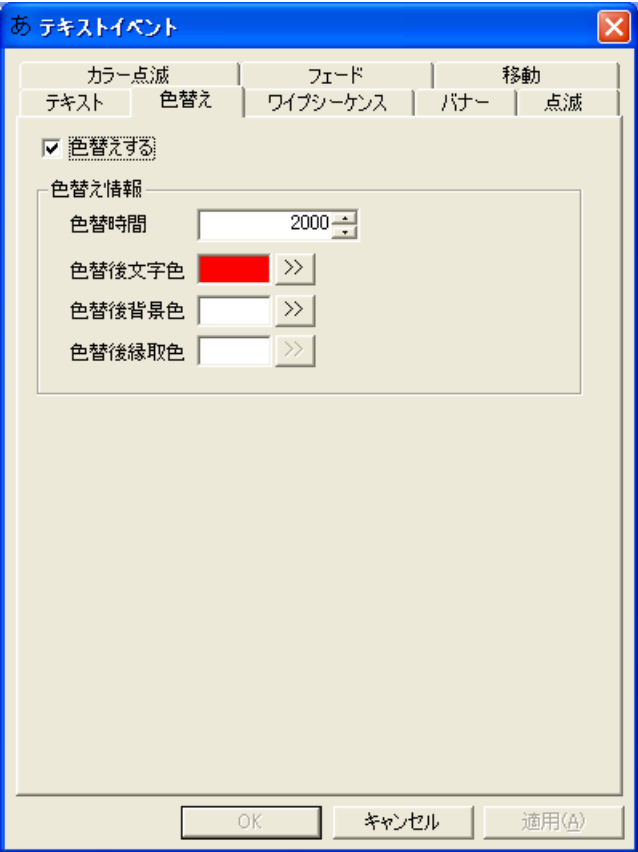 あ テキストイベント
カラー点滅 フェード 移動
テキスト 色替え ワイプシーケンス バナー 点滅
色替えする
色替え情報
色替時間 2000
色替後文字色 >>
色替後背景色 >>
色替後縁取色 >>
OK キャンセル 適用(A)